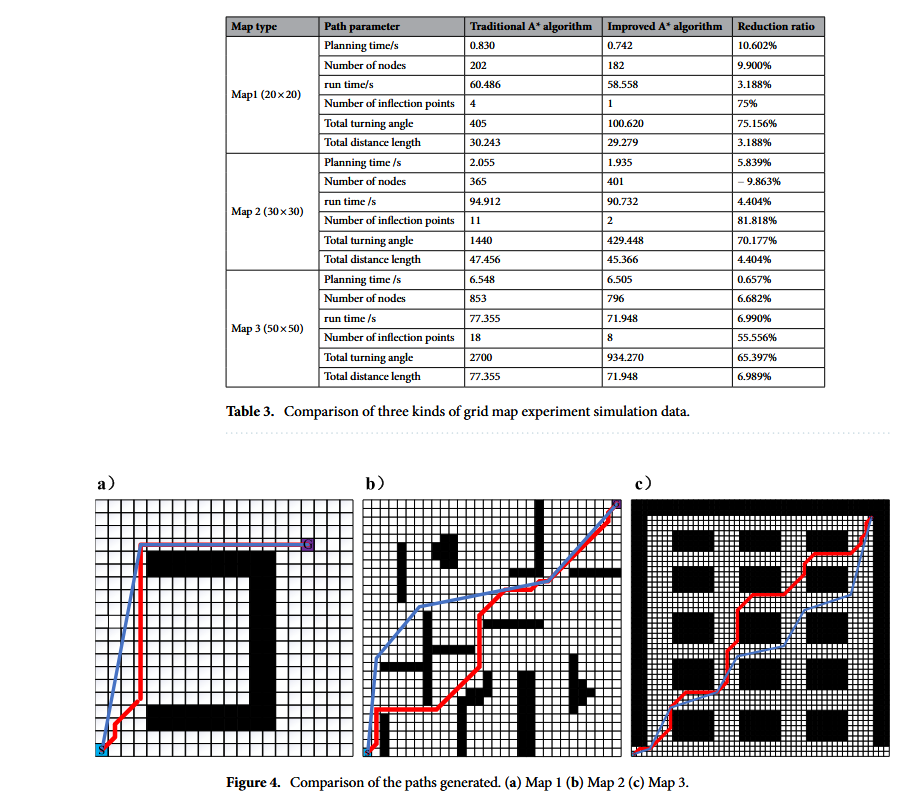 Map type Path parameter Traditional A* algorithm Improved A* algorithm Reduction ratio
Map1 (20×20)
Planning time/s 0.830 0.742 10.602%
Number of nodes 202 182 9.900%
run time/s 60.486 58.558 3.188%
Number of inflection points 4 1 75%
Total turning angle 405 100.620 75.156%
Total distance length 30.243 29.279 3.188%
Map 2 (30×30)
Planning time /s 2.055 1.935 5.839%
Number of nodes 365 401 − 9.863%
run time /s 94.912 90.732 4.404%
Number of inflection points 11 2 81.818%
Total turning angle 1440 429.448 70.177%
Total distance length 47.456 45.366 4.404%
Map 3 (50×50)
Planning time /s 6.548 6.505 0.657%
Number of nodes 853 796 6.682%
run time /s 77.355 71.948 6.990%
Number of inflection points 18 8 55.556%
Total turning angle 2700 934.270 65.397%
Total distance length 77.355 71.948 6.989%
Table 3. Comparison of three kinds of grid map experiment simulation data.
a) b) c)
G
S
Figure 4. Comparison of the paths generated. (a) Map 1 (b) Map 2 (c) Map 3.